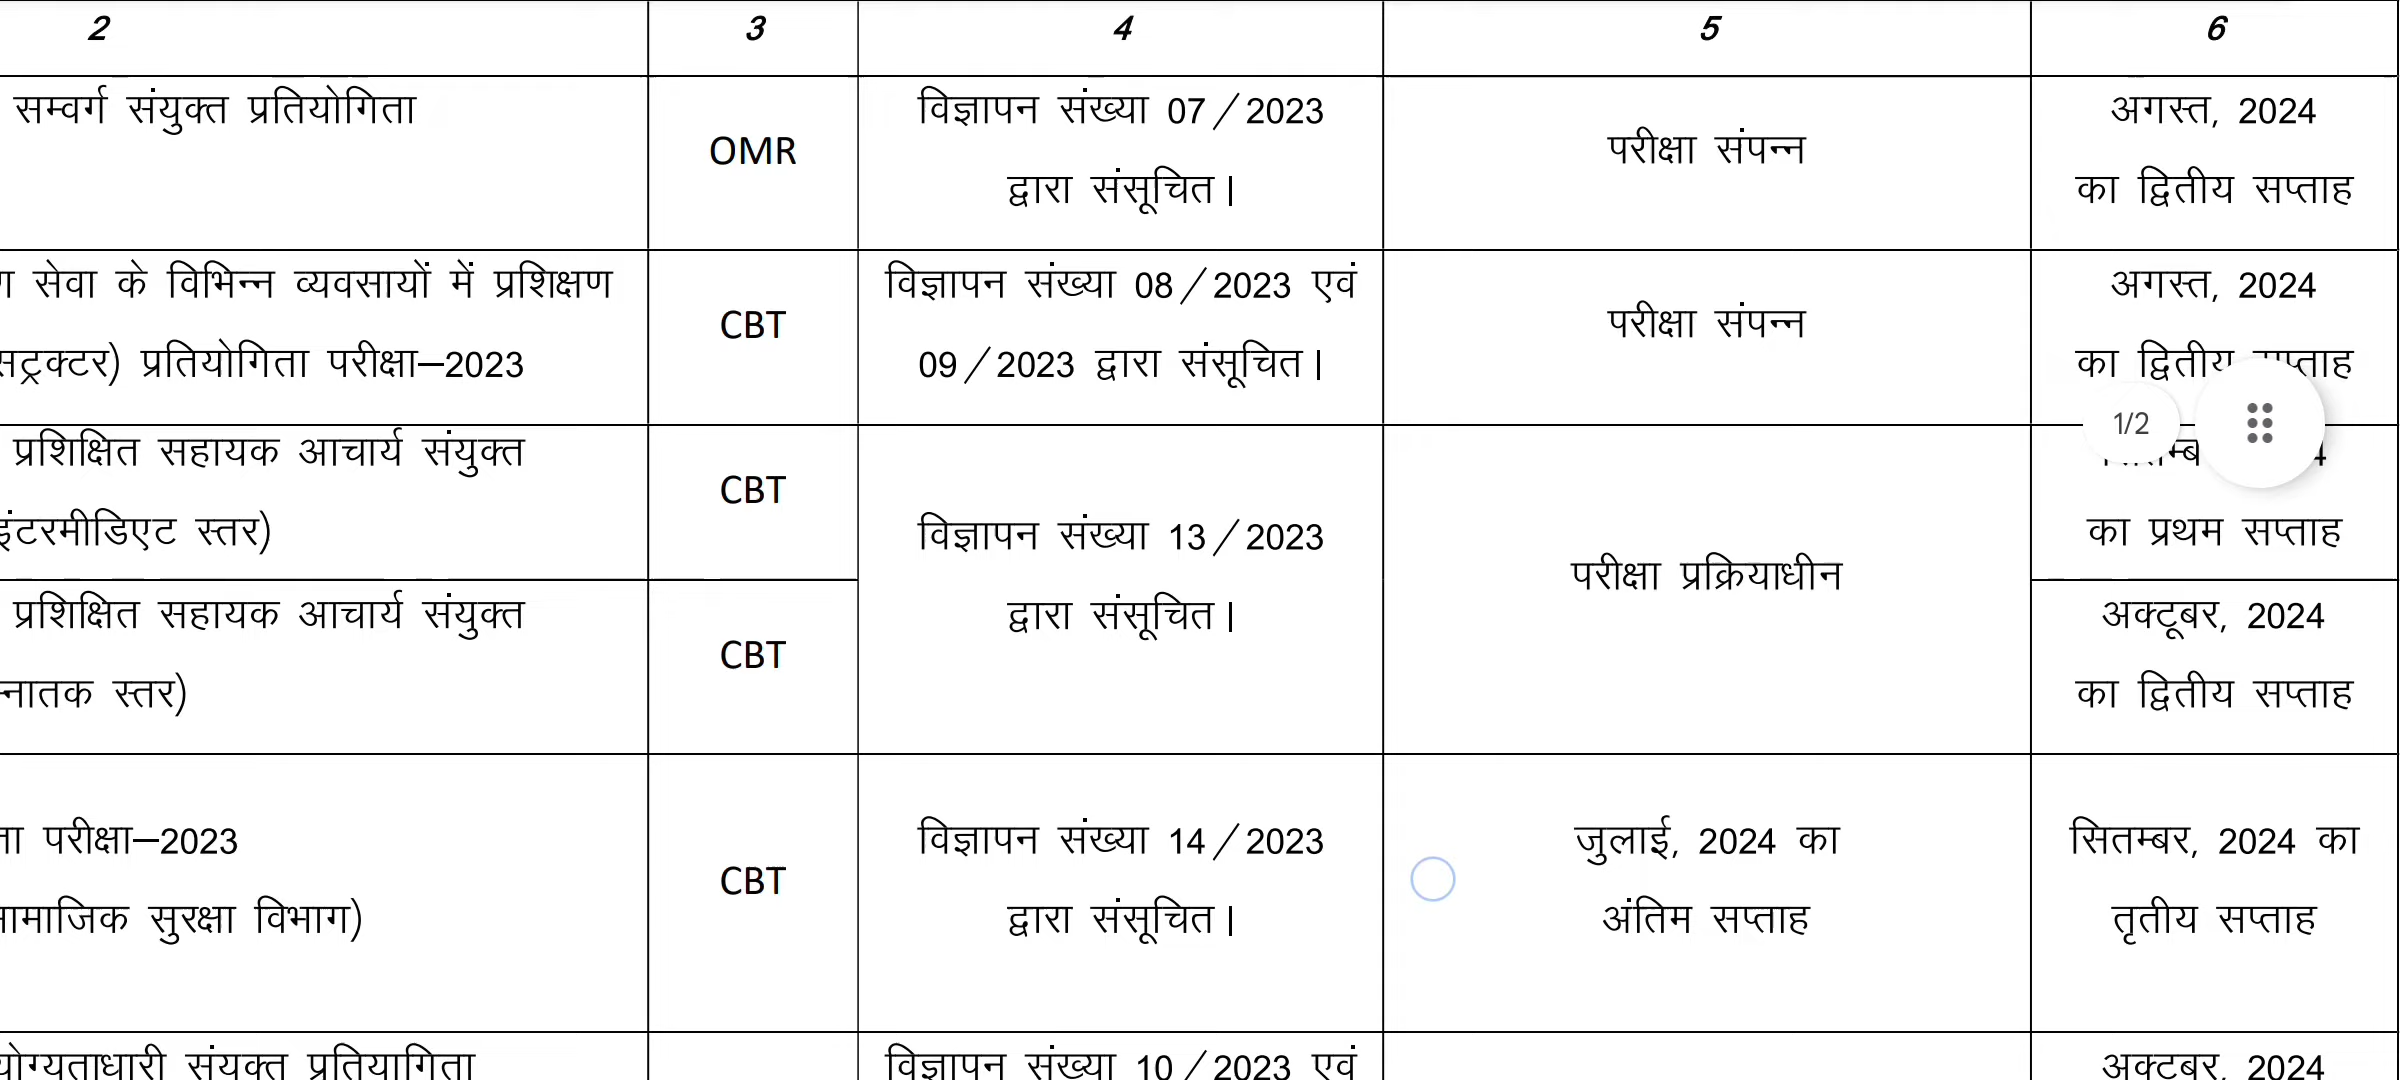 2 3 4 5 6
सम्वर्ग संयुक्त प्रतियोगिता
OMR
विज्ञापन संख्या 07/2023
द्वारा संसूचित।
परीक्षा संपन्न
अगस्त, 2024
का द्वितीय सप्ताह
सेवा के विभिन्न व्यवसायों में प्रशिक्षण
प्रतियोगिता परीक्षा–2023
CBT
विज्ञापन संख्या 08/2023 एवं
09/2023 द्वारा संसूचित।
परीक्षा संपन्न
अगस्त, 2024
का द्वितीय सप्ताह
1/2
प्रशिक्षित सहायक आचार्य संयुक्त
इंटरमीडिएट स्तर)
CBT
विज्ञापन संख्या 13/2023
द्वारा संसूचित।
परीक्षा प्रक्रियाधीन
का प्रथम सप्ताह
प्रशिक्षित सहायक आचार्य संयुक्त
स्तर)
CBT
अक्टूबर, 2024
का द्वितीय सप्ताह
परीक्षा–2023
सुरक्षा विभाग)
CBT
विज्ञापन संख्या 14/2023
द्वारा संसूचित।
जुलाई, 2024 का
अंतिम सप्ताह
सितम्बर, 2024 का
तृतीय सप्ताह
संयुक्त प्रतियागिता
विज्ञापन संख्या 10/2023 एवं
अक्टूबर, 2024